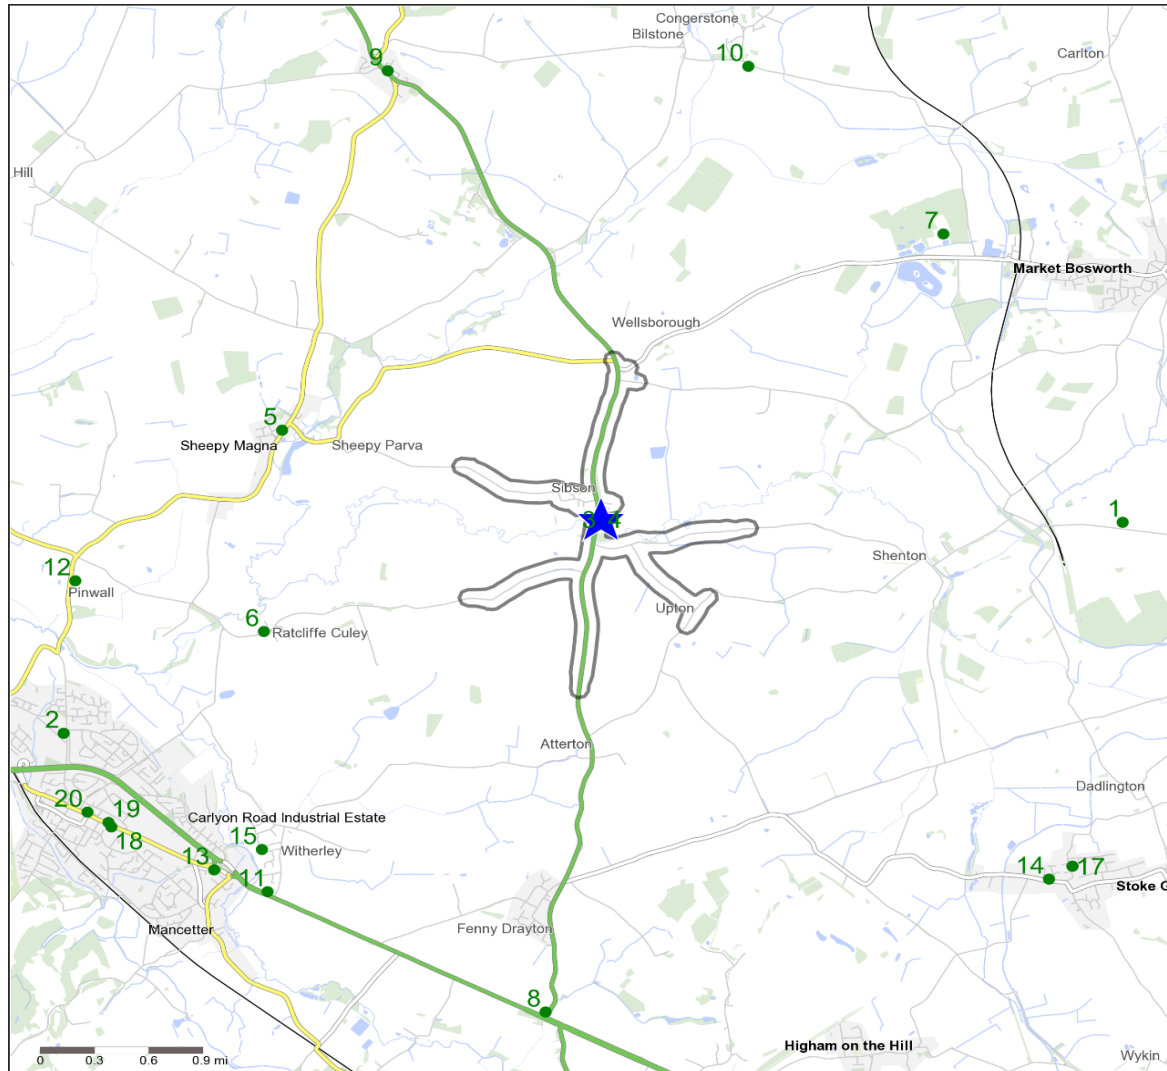 Congerstone
Bilstone
9
10
Carlton
Hill
7
Market Bosworth
Wellsborough
5
Sheepy Magna
Sheepy Parva
Sibson
3
4
1
Shenton
12
Pinwall
Upton
6
Ratcliffe Culey
2
Atterton
Dadlington
20
19
18
Carlyon Road Industrial Estate
15
Witherley
13
11
14
17
Stoke G
Mancetter
Fenny Drayton
8
Higham on the Hill
Wykin
0
0.3
0.6
0.9 mi